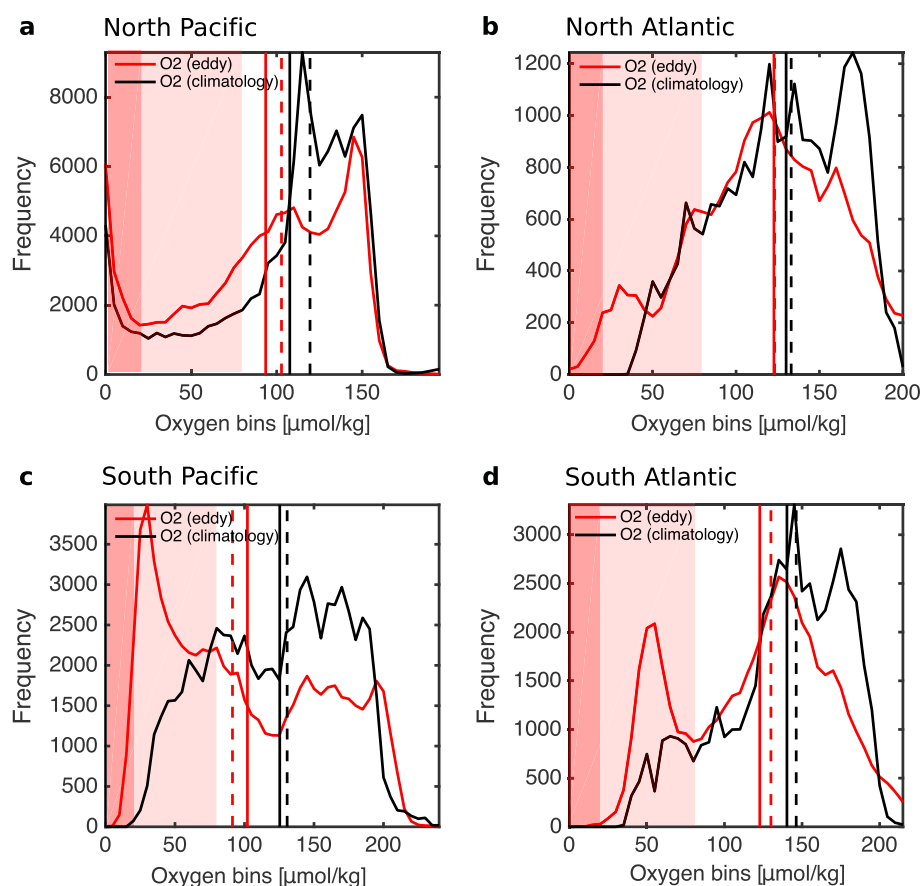 a North Pacific
O2 (eddy)
O2 (climatology)
8000
6000
4000
2000
0
Frequency
0 50 100 150
Oxygen bins [µmol/kg]
b North Atlantic
O2 (eddy)
O2 (climatology)
1200
1000
800
600
400
200
0
Frequency
0 50 100 150 200
Oxygen bins [µmol/kg]
c South Pacific
O2 (eddy)
O2 (climatology)
3500
3000
2500
2000
1500
1000
500
0
Frequency
0 50 100 150 200
Oxygen bins [µmol/kg]
d South Atlantic
O2 (eddy)
O2 (climatology)
3000
2500
2000
1500
1000
500
0
Frequency
0 50 100 150 200
Oxygen bins [µmol/kg]